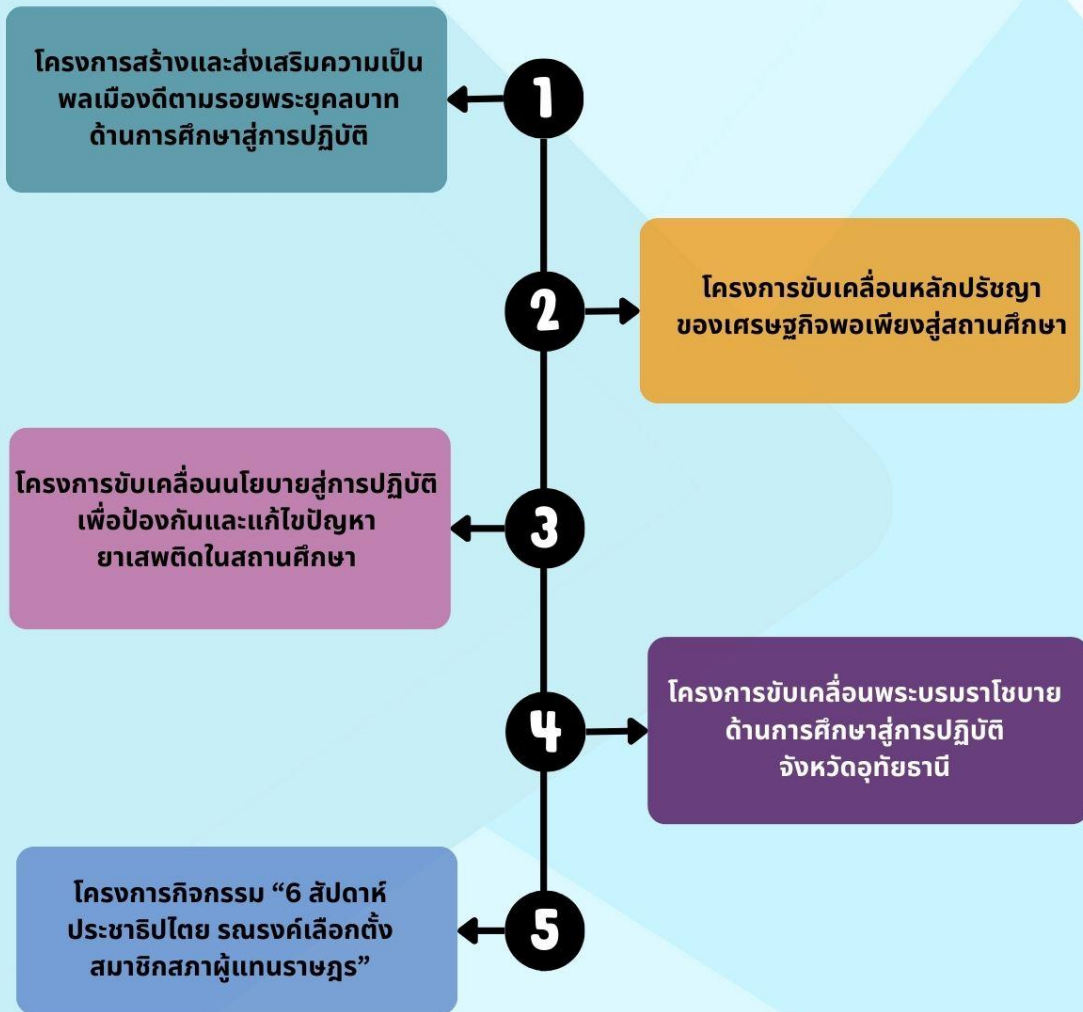 โครงการสร้างและส่งเสริมความเป็น
พลเมืองดีตามรอยพระยุคลบาท
ด้านการศึกษาสู่การปฏิบัติ
1
2
โครงการขับเคลื่อนหลักปรัชญา
ของเศรษฐกิจพอเพียงสู่สถานศึกษา
โครงการขับเคลื่อนนโยบายสู่การปฏิบัติ
เพื่อป้องกันและแก้ไขปัญหา
ยาเสพติดในสถานศึกษา
3
4
โครงการขับเคลื่อนพระบรมราโชบาย
ด้านการศึกษาสู่การปฏิบัติ
จังหวัดอุทัยธานี
โครงการกิจกรรม “6 สัปดาห์
ประชาธิปไตย รณรงค์เลือกตั้ง
สมาชิกสภาผู้แทนราษฎร”
5